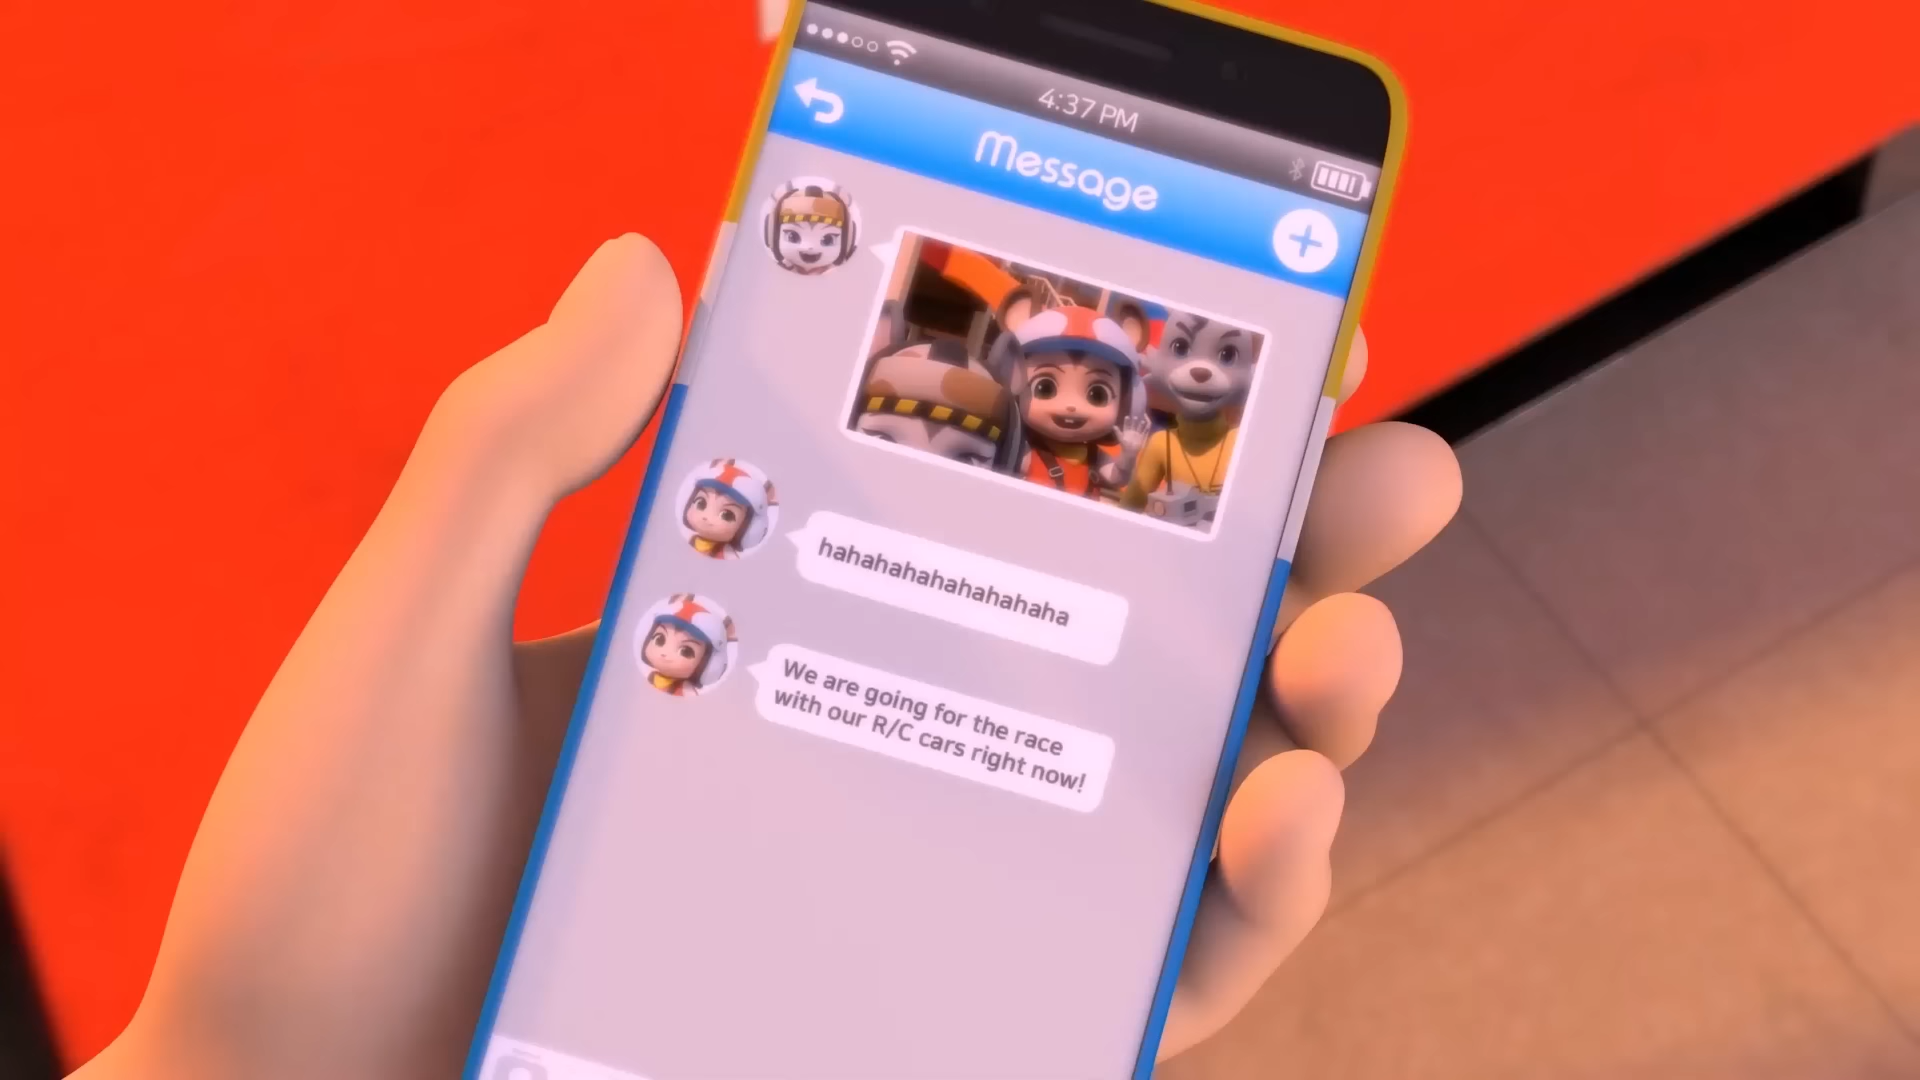 4:37 PM
Message
hahahahahahahahaha
We are going for the race
with our R/C cars right now!